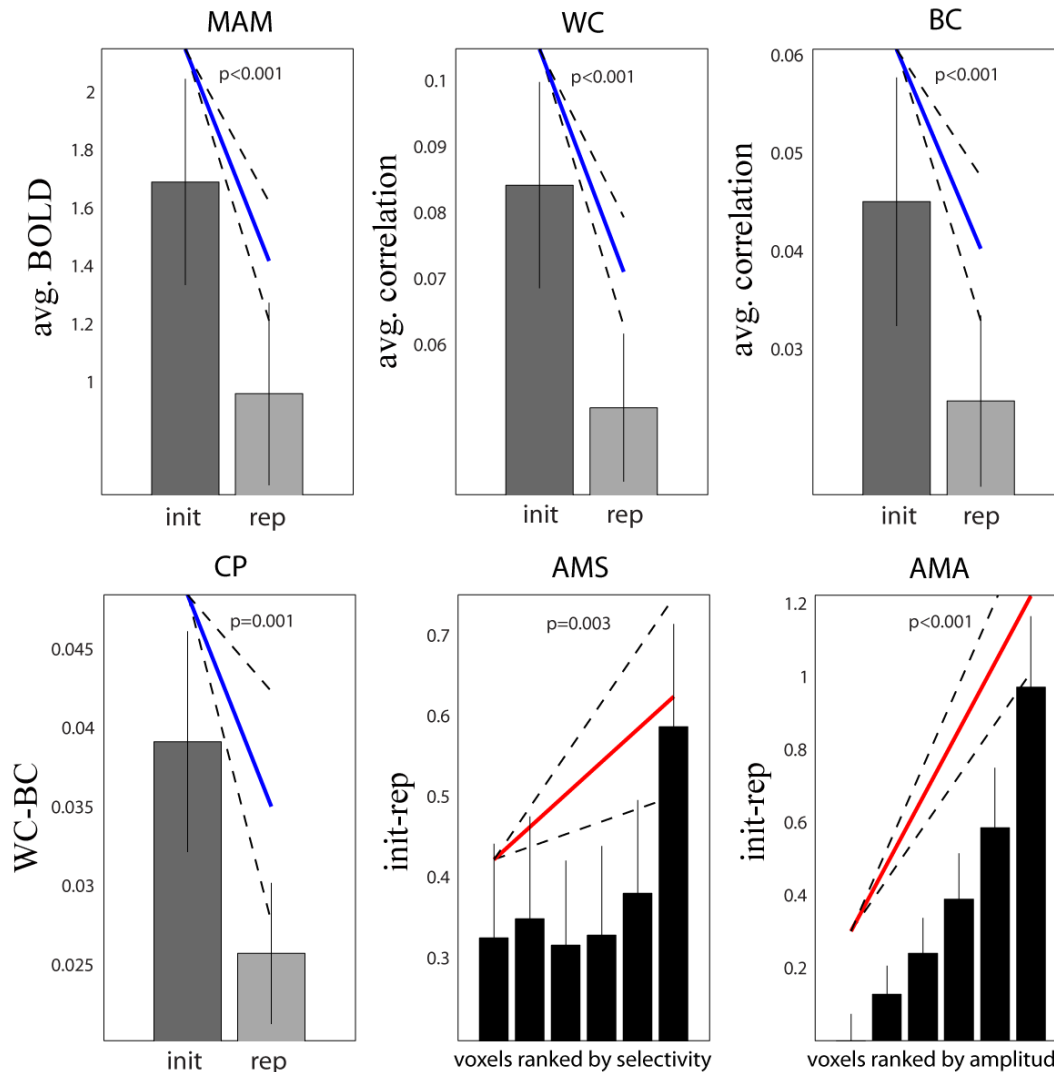 MAM
WC
BC
p<0.001
p<0.001
p<0.001
avg. BOLD
2
1.8
1.6
1.4
1.2
1
avg. correlation
0.1
0.09
0.08
0.07
0.06
avg. correlation
0.06
0.05
0.04
0.03
init rep
init rep
init rep
CP
AMS
AMA
p=0.001
p=0.003
p<0.001
WC-BC
0.045
0.04
0.035
0.03
0.025
init-rep
0.7
0.6
0.5
0.4
0.3
init-rep
1.2
1
0.8
0.6
0.4
0.2
init rep
voxels ranked by selectivity
voxels ranked by amplitud